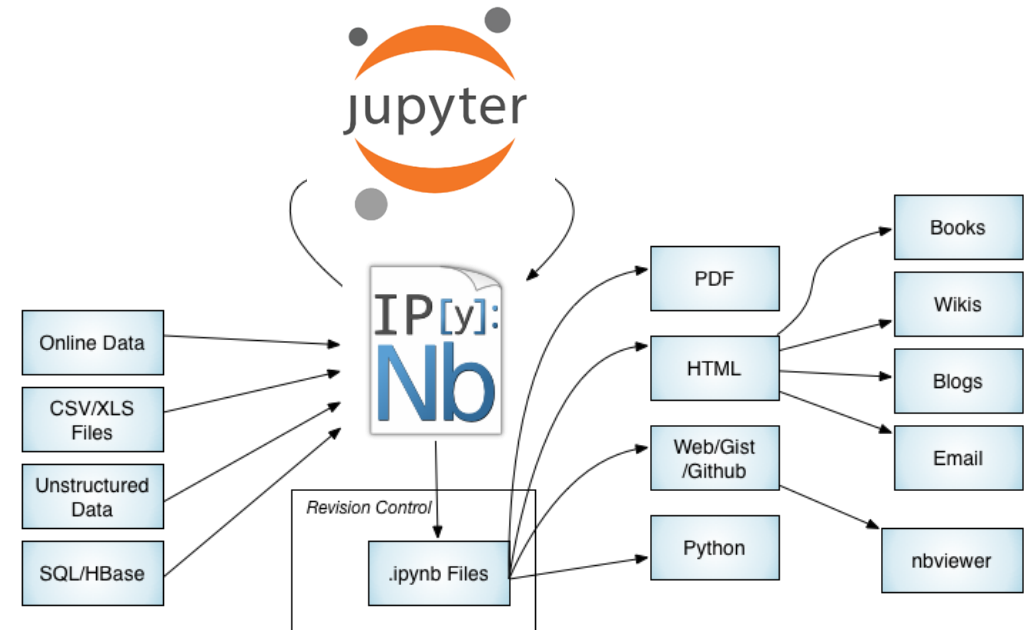 jupyter
IP[y]:
Nb
Online Data
CSV/XLS
Files
Unstructured
Data
SQL/HBase
Revision Control
.ipynb Files
PDF
HTML
Web/Gist
/Github
Python
Books
Wikis
Blogs
Email
nbviewer